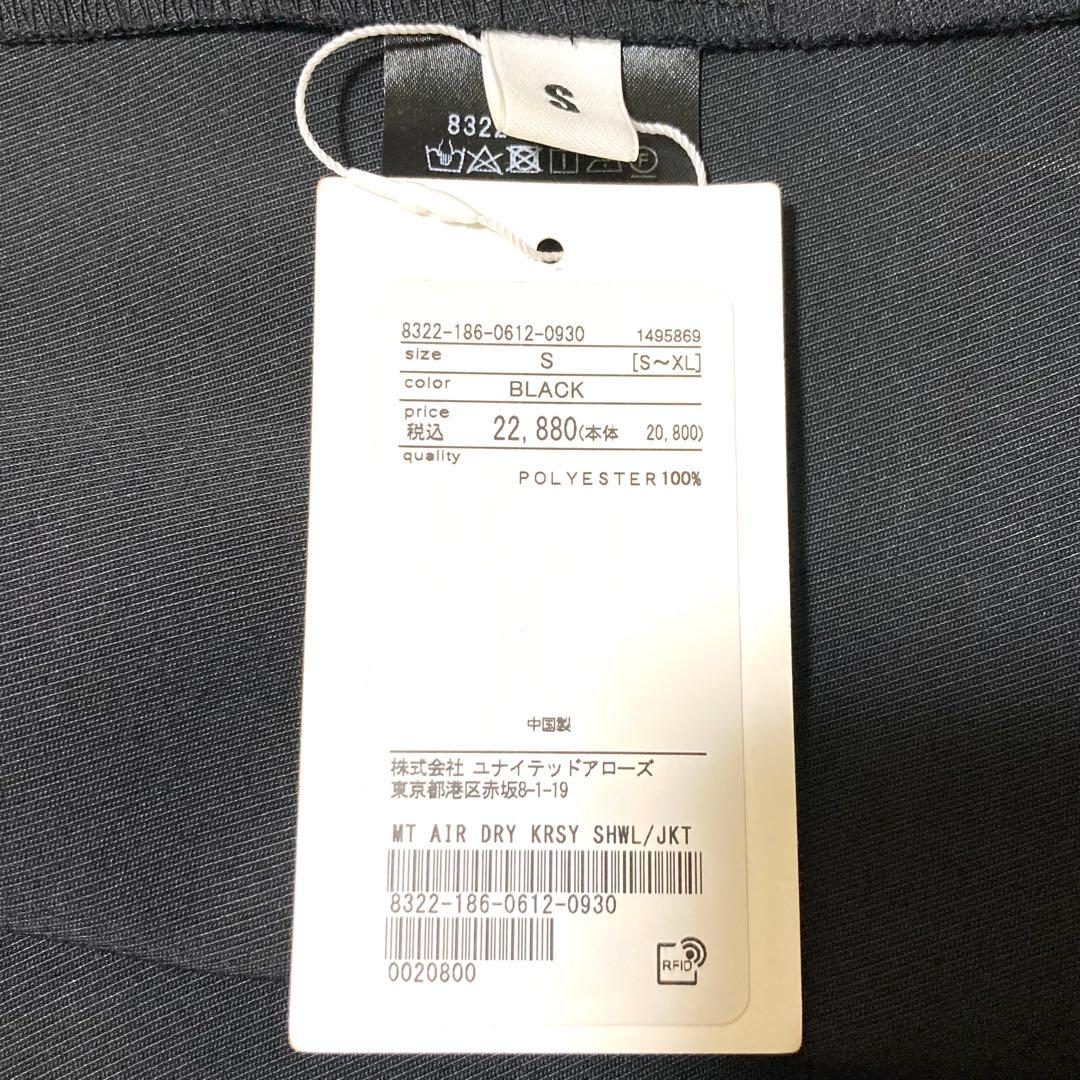 S
8322
8322-186-0612-0930 1495869
size S [S～XL]
color BLACK
price
税込 22,880(本体 20,800)
quality
POLYESTER100%
中国製
株式会社 ユナイテッドアローズ
東京都港区赤坂8-1-19
MT AIR DRY KRSY SHWL/JKT
8322-186-0612-0930
0020800
RFID